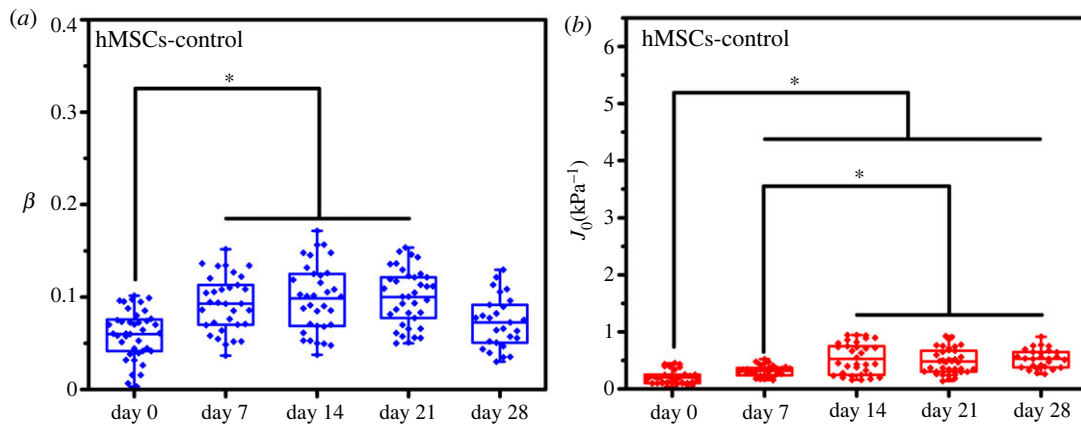 (a)
hMSCs-control
0.4
0.3
0.2
0.1
0
β
*
day 0 day 7 day 14 day 21 day 28
(b)
hMSCs-control
6
5
4
3
2
1
0
J0(kPa−1)
*
*
day 0 day 7 day 14 day 21 day 28